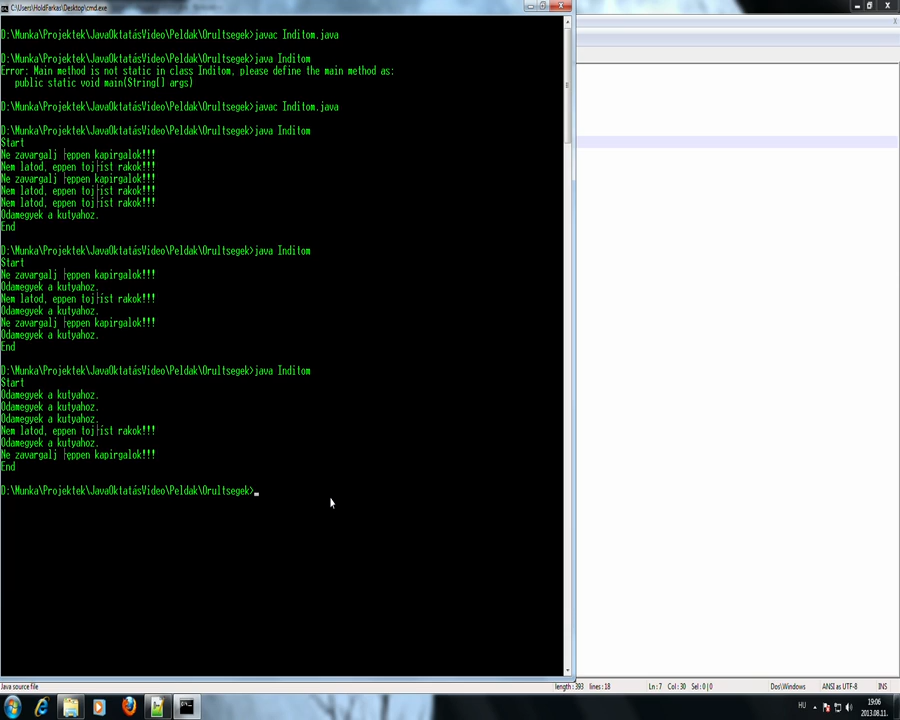 C:\Users\HoldFarkas\Desktop\cmd.exe
D:\Munka\Projektek\JavaOktatásVideo\Peldak\Orultsegek>javac Inditom.java
D:\Munka\Projektek\JavaOktatásVideo\Peldak\Orultsegek>java Inditom
Error: Main method is not static in class Inditom, please define the main method as:
public static void main(String[] args)
D:\Munka\Projektek\JavaOktatásVideo\Peldak\Orultsegek>javac Inditom.java
D:\Munka\Projektek\JavaOktatásVideo\Peldak\Orultsegek>java Inditom
Start
Ne zavargalj ┼eppen kapirgalok!!!
Nem latod, eppen toj┼ist rakok!!!
Ne zavargalj ┼eppen kapirgalok!!!
Nem latod, eppen toj┼ist rakok!!!
Nem latod, eppen toj┼ist rakok!!!
Odamegyek a kutyahoz.
End
D:\Munka\Projektek\JavaOktatásVideo\Peldak\Orultsegek>java Inditom
Start
Ne zavargalj ┼eppen kapirgalok!!!
Odamegyek a kutyahoz.
Nem latod, eppen toj┼ist rakok!!!
Odamegyek a kutyahoz.
Ne zavargalj ┼eppen kapirgalok!!!
Odamegyek a kutyahoz.
End
D:\Munka\Projektek\JavaOktatásVideo\Peldak\Orultsegek>java Inditom
Start
Odamegyek a kutyahoz.
Odamegyek a kutyahoz.
Odamegyek a kutyahoz.
Nem latod, eppen toj┼ist rakok!!!
Odamegyek a kutyahoz.
Ne zavargalj ┼eppen kapirgalok!!!
End
D:\Munka\Projektek\JavaOktatásVideo\Peldak\Orultsegek>
Java source file length : 393 lines : 18 Ln : 7 Col : 30 Sel : 0 | 0 Dos\Windows ANSI as UTF-8 INS
HU 19:06
2013.08.11.